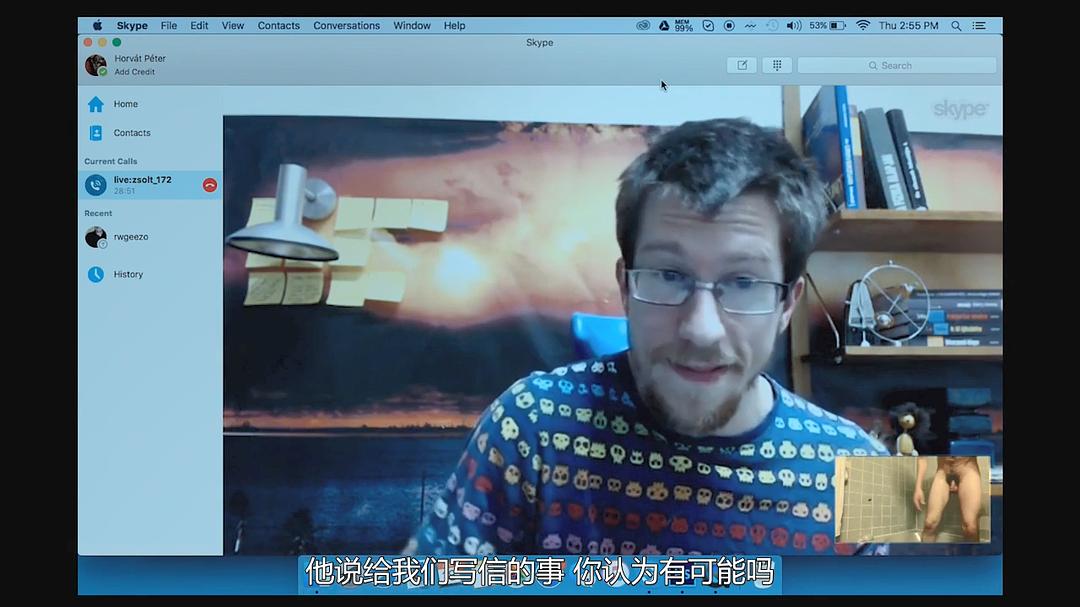 Skype File Edit View Contacts Conversations Window Help MEM 99% 53% Thu 2:55 PM
Skype
Horvát Péter
Add Credit
Search
skype
Home
Contacts
Current Calls
live:zsolt_172
28:51
Recent
rwgeezo
History
他说给我们写信的事 你认为有可能吗